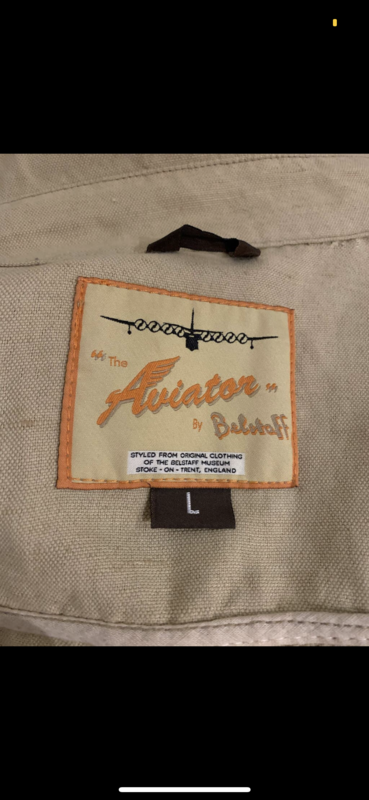 "The
Aviator"
By Belstaff
STYLED FROM ORIGINAL CLOTHING
OF THE BELSTAFF MUSEUM
STOKE - ON - TRENT, ENGLAND
L